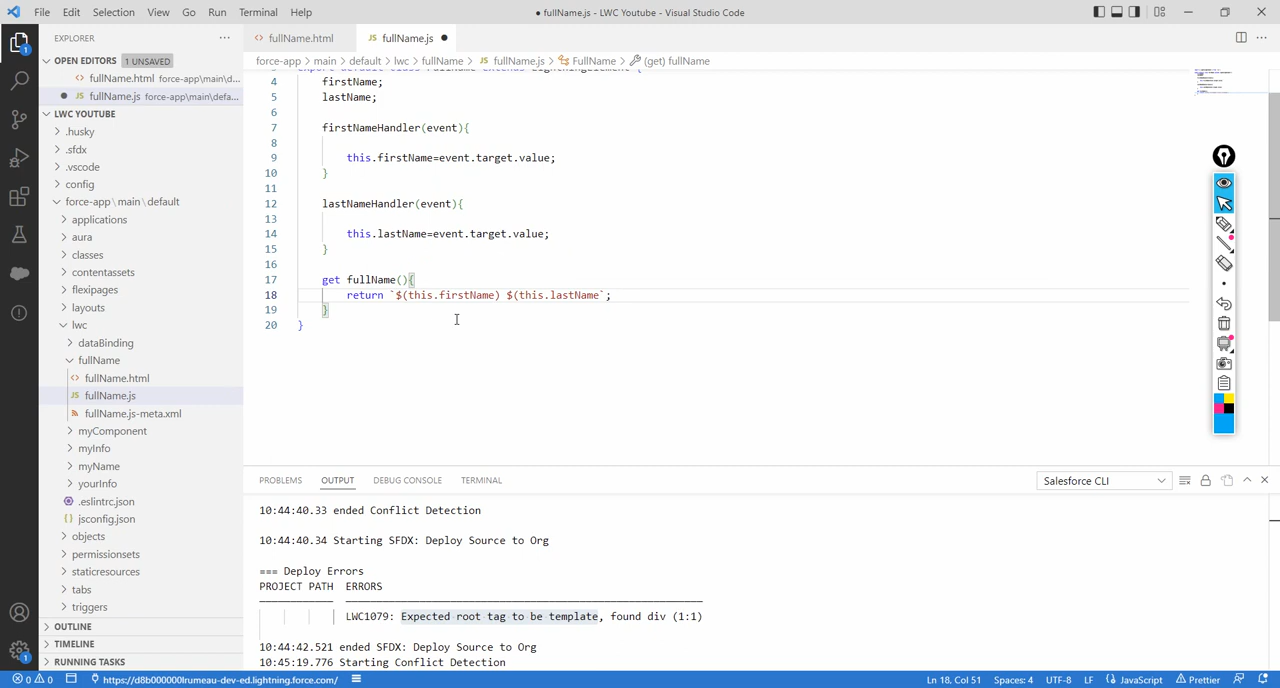 File Edit Selection View Go Run Terminal Help
● fullName.js - LWC Youtube - Visual Studio Code
EXPLORER
OPEN EDITORS 1 UNSAVED
fullName.html force-app\main\d...
fullName.js force-app\main\defa...
LWC YOUTUBE
.husky
.sfdx
.vscode
config
force-app\main\default
applications
aura
classes
contentassets
flexipages
layouts
lwc
dataBinding
fullName
fullName.html
fullName.js
fullName.js-meta.xml
myComponent
myInfo
myName
yourInfo
.eslintrc.json
jsconfig.json
objects
permissionsets
staticresources
tabs
triggers
OUTLINE
TIMELINE
RUNNING TASKS
fullName.html fullName.js
force-app > main > default > lwc > fullName > fullName.js > FullName > (get) fullName
4 firstName;
5 lastName;
6
7 firstNameHandler(event){
8
9 this.firstName=event.target.value;
10 }
11
12 lastNameHandler(event){
13
14 this.lastName=event.target.value;
15 }
16
17 get fullName(){
18 return `$(this.firstName) $(this.lastName`;
19 }
20 }
PROBLEMS OUTPUT DEBUG CONSOLE TERMINAL
Salesforce CLI
10:44:40.33 ended Conflict Detection
10:44:40.34 Starting SFDX: Deploy Source to Org
=== Deploy Errors
PROJECT PATH ERRORS
LWC1079: Expected root tag to be template, found div (1:1)
10:44:42.521 ended SFDX: Deploy Source to Org
10:45:19.776 Starting Conflict Detection
0 0 https://d8b000000lrumeau-dev-ed.lightning.force.com/
Ln 18, Col 51 Spaces: 4 UTF-8 LF JavaScript Prettier